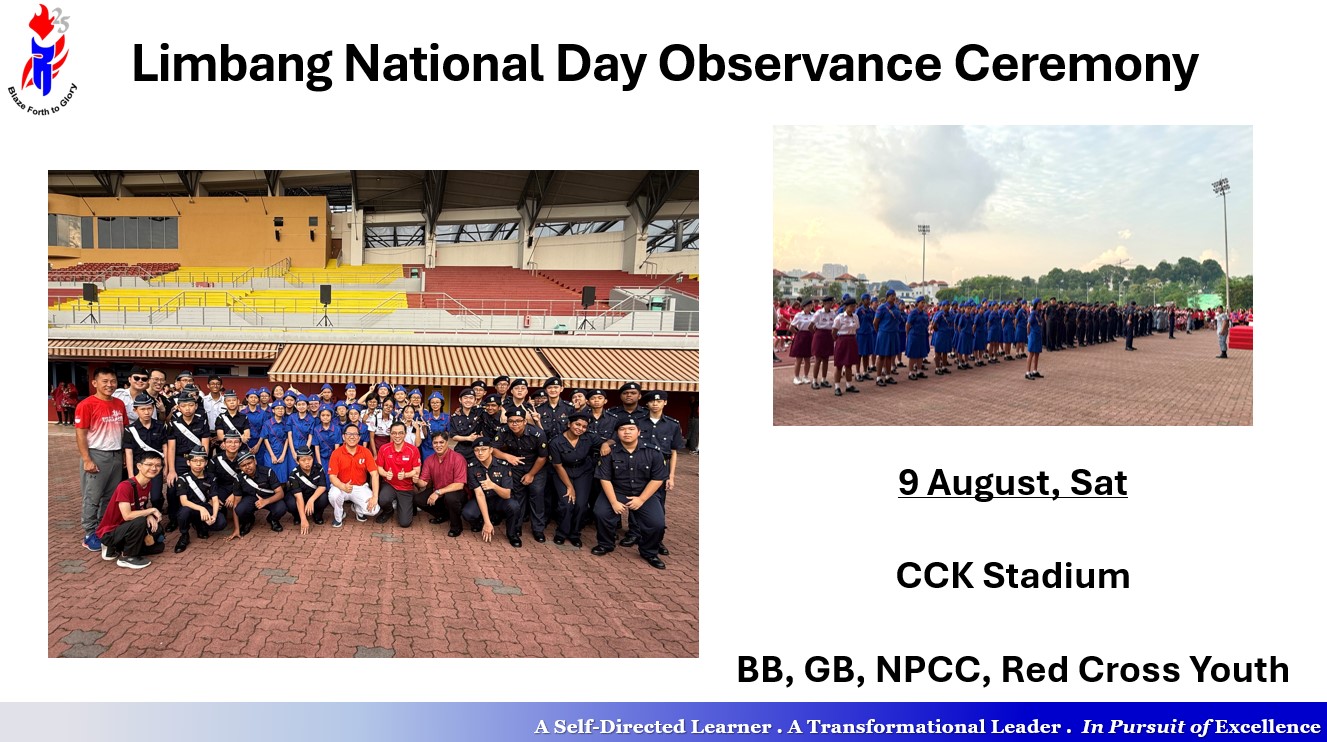 25
Blaze Forth to Glory
Limbang National Day Observance Ceremony
9 August, Sat
CCK Stadium
BB, GB, NPCC, Red Cross Youth
A Self-Directed Learner . A Transformational Leader . In Pursuit of Excellence